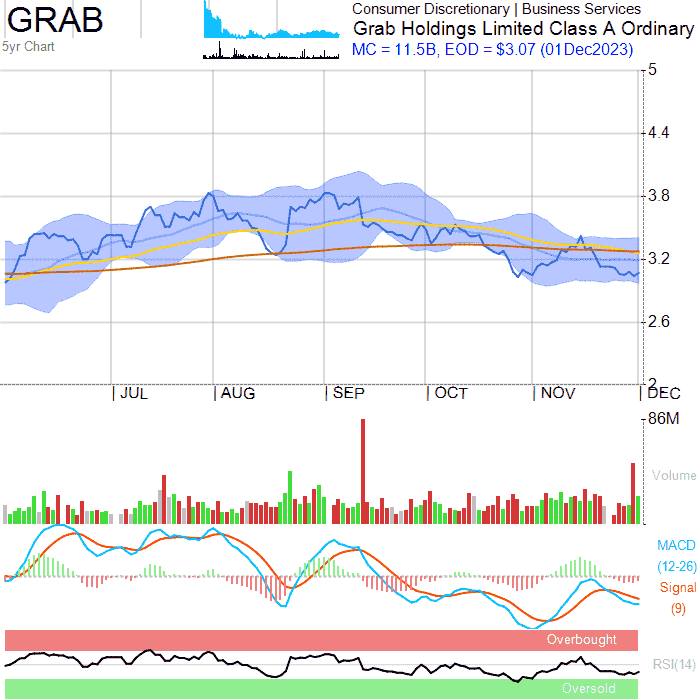 GRAB
5yr Chart
Consumer Discretionary | Business Services
Grab Holdings Limited Class A Ordinary
MC = 11.5B, EOD = $3.07 (01Dec2023)
5
4.4
3.8
3.2
2.6
2
JUL AUG SEP OCT NOV DEC
86M
Volume
MACD
(12-26)
Signal
(9)
Overbought
RSI(14)
Oversold